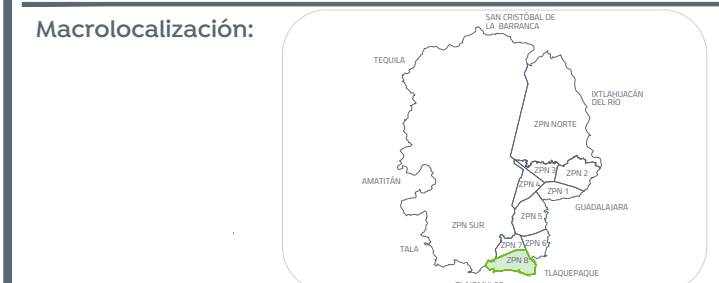 Macrolocalización:
SAN CRISTÓBAL DE
LA BARRANCA
TEQUILA
IXTLAHUACÁN
DEL RÍO
ZPN NORTE
ZPN 3
ZPN 2
AMATITÁN
ZPN 4
ZPN 1
GUADALAJARA
ZPN 5
ZPN SUR
ZPN 7
ZPN 6
TALA
ZPN 8
TLAQUEPAQUE